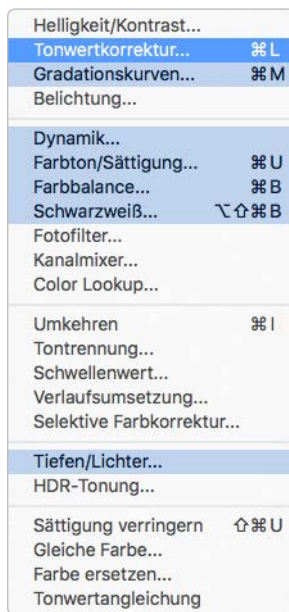 Helligkeit/Kontrast...
Tonwertkorrektur... ⌘L
Gradationskurven... ⌘M
Belichtung...
Dynamik...
Farbton/Sättigung... ⌘U
Farbbalance... ⌘B
Schwarzweiß... ⌥⇧⌘B
Fotofilter...
Kanalmixer...
Color Lookup...
Umkehren ⌘I
Tontrennung...
Schwellenwert...
Verlaufsumsetzung...
Selektive Farbkorrektur...
Tiefen/Lichter...
HDR-Tonung...
Sättigung verringern ⇧⌘U
Gleiche Farbe...
Farbe ersetzen...
Tonwertangleichung